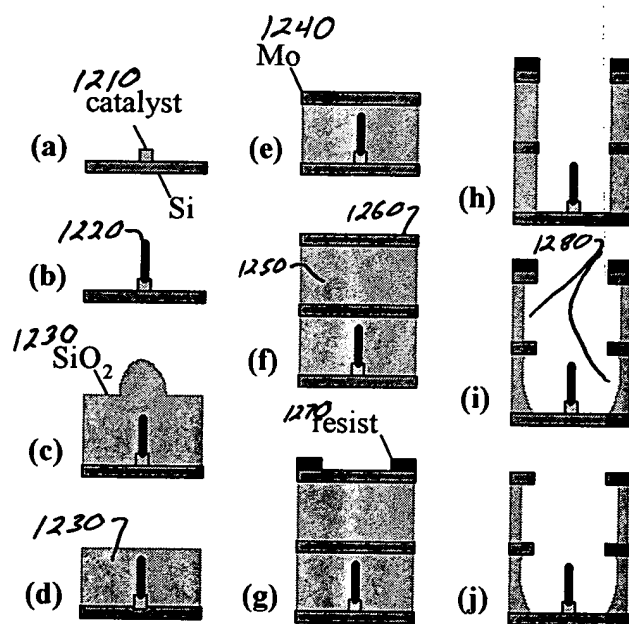 1210
catalyst
(a)
Si
1220
(b)
1230
SiO2
(c)
1230
(d)
1240
Mo
(e)
1260
1250
(f)
1270
resist
(g)
(h)
1280
(i)
(j)